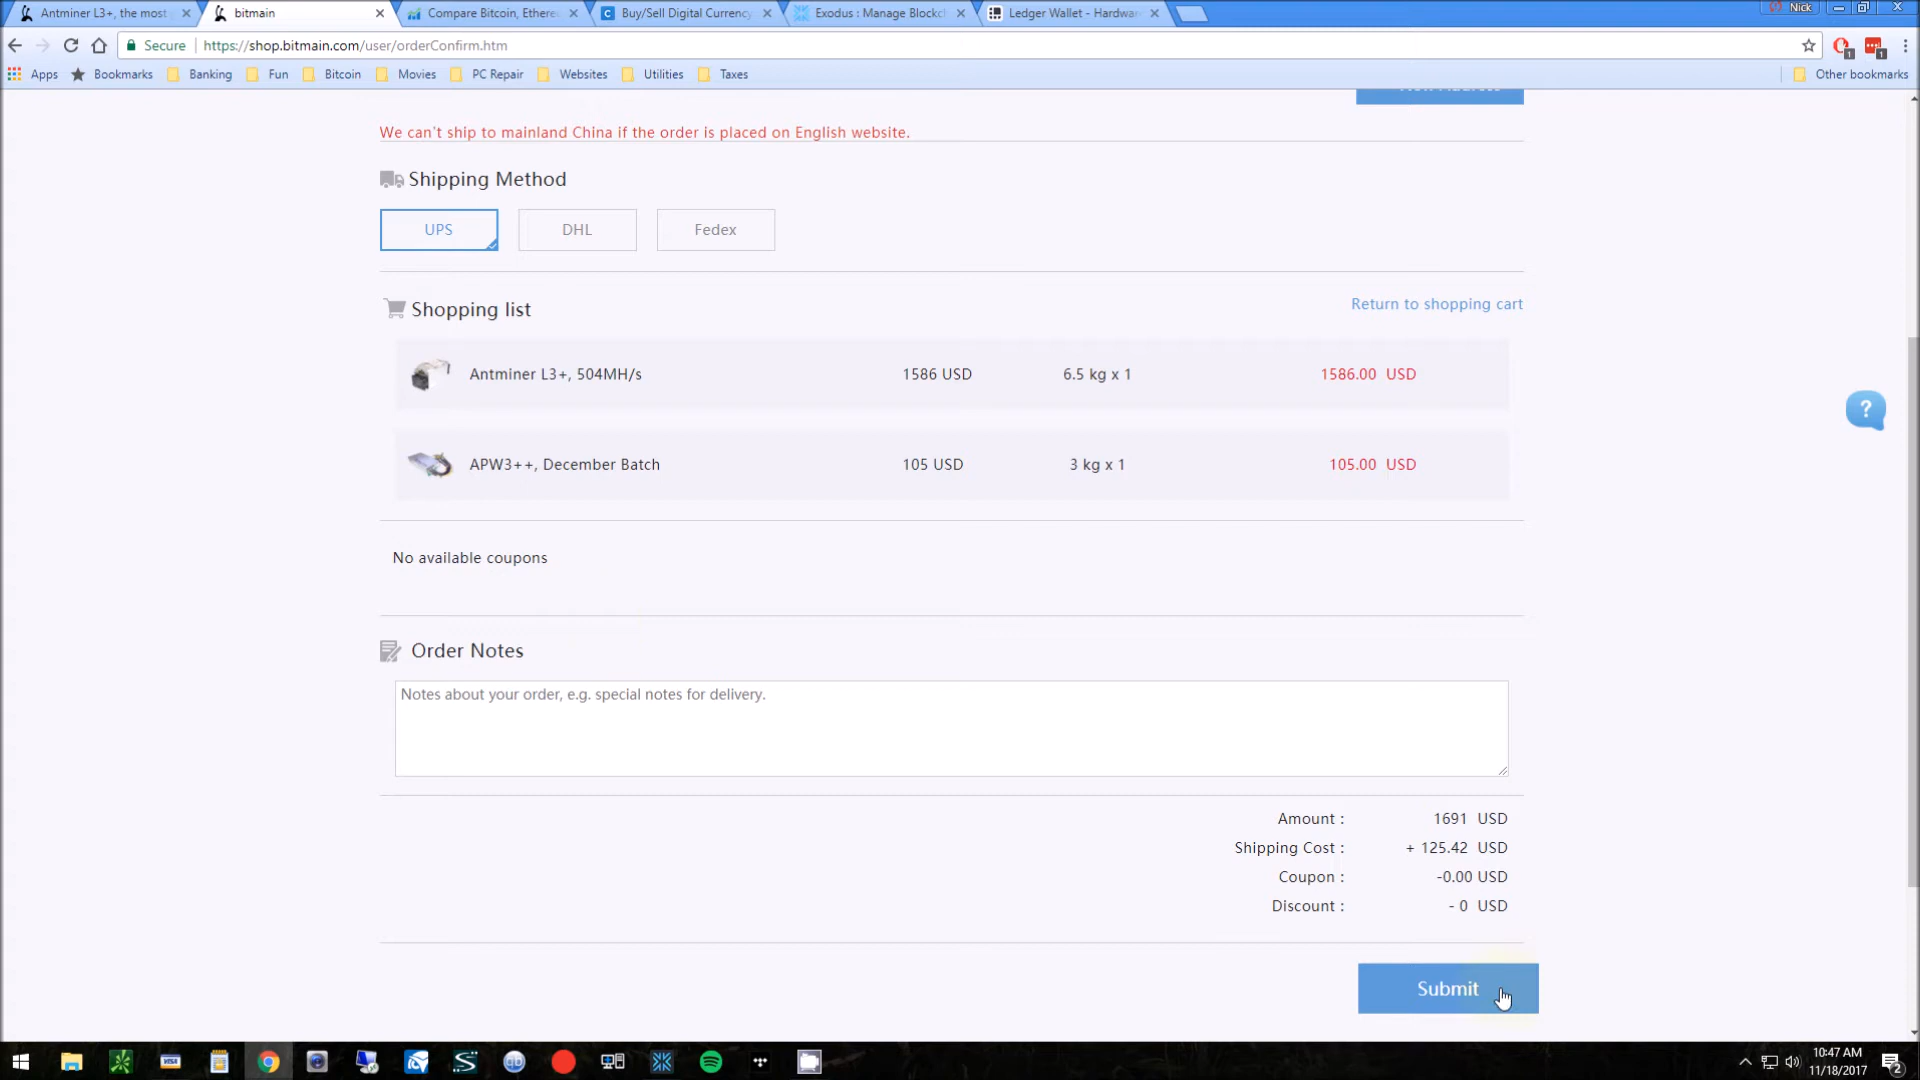 Antminer L3+, the most
bitmain
Compare Bitcoin, Ethere
Buy/Sell Digital Currency
Exodus : Manage Blockc
Ledger Wallet - Hardwa
Nick
Secure
https://shop.bitmain.com/user/orderConfirm.htm
1
1
Apps
Bookmarks
Banking
Fun
Bitcoin
Movies
PC Repair
Websites
Utilities
Taxes
Other bookmarks
We can't ship to mainland China if the order is placed on English website.
Shipping Method
UPS
DHL
Fedex
Shopping list
Return to shopping cart
Antminer L3+, 504MH/s 1586 USD 6.5 kg x 1 1586.00 USD
?
APW3++, December Batch 105 USD 3 kg x 1 105.00 USD
No available coupons
Order Notes
Notes about your order, e.g. special notes for delivery.
Amount : 1691 USD
Shipping Cost : + 125.42 USD
Coupon : -0.00 USD
Discount : - 0 USD
Submit
VISA
10:47 AM
11/18/2017
2